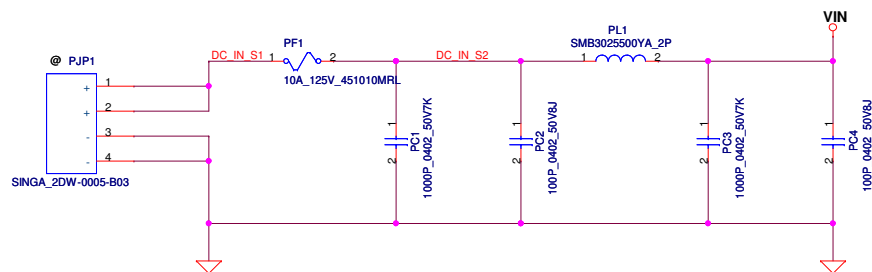 VIN
PL1
SMB3025500YA_2P
PF1
DC_IN_S1
1
2
DC_IN_S2
1
2
10A_125V_451010MRL
@ PJP1
+ 1
+ 2
- 3
- 4
SINGA_2DW-0005-B03
1
2
PC1
1000P_0402_50V7K
1
2
PC2
100P_0402_50V8J
1
2
PC3
1000P_0402_50V7K
1
2
PC4
100P_0402_50V8J